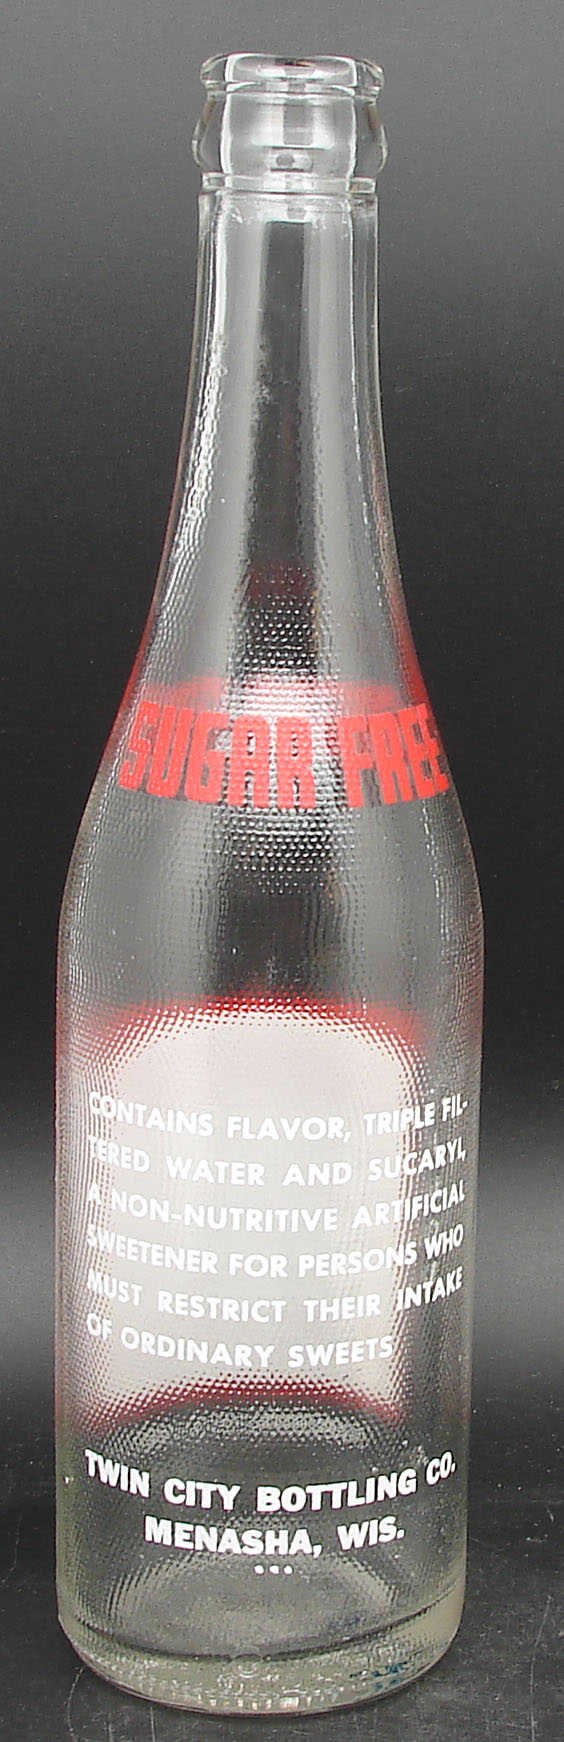 SUGAR FREE
CONTAINS FLAVOR, TRIPLE FIL-
TERED WATER AND SUCARYL,
A NON-NUTRITIVE ARTIFICIAL
SWEETENER FOR PERSONS WHO
MUST RESTRICT THEIR INTAKE
OF ORDINARY SWEETS
TWIN CITY BOTTLING CO.
MENASHA, WIS.